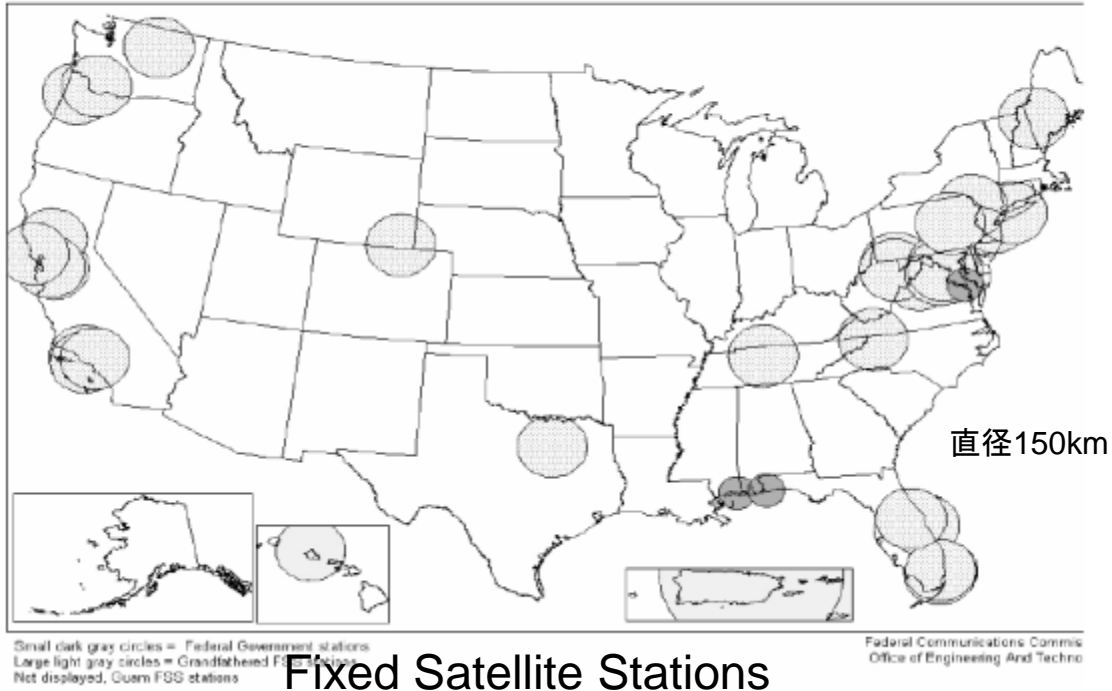 直径150km
Small dark gray circles = Federal Government stations
Large light gray circles = Grandfathered FSS stations
Not displayed, Guam FSS stations
Fixed Satellite Stations
Federal Communications Commis
Office of Engineering And Techno